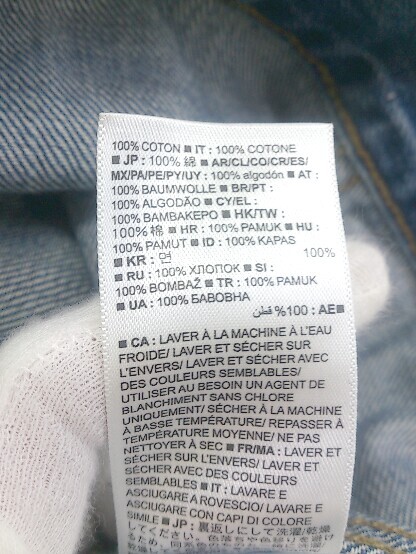 100% COTON ■ IT : 100% COTONE
■ JP : 100% 綿 ■ AR/CL/CO/CR/ES/
MX/PA/PE/PY/UY : 100% algodón ■ AT :
100% BAUMWOLLE ■ BR/PT :
100% ALGODÃO ■ CY/EL :
100% BAMBAKEPO ■ HK/TW :
100% 棉 ■ HR : 100% PAMUK ■ HU :
100% PAMUT ■ ID : 100% KAPAS
■ KR : 면 100%
■ RU : 100% ХЛОПОК ■ SI :
100% BOMBAŽ ■ TR : 100% PAMUK
■ UA : 100% БАВОВНА
■AE : 100% قطن
■ CA : LAVER À LA MACHINE À L'EAU
FROIDE/ LAVER ET SÉCHER SUR
L'ENVERS/ LAVER ET SÉCHER AVEC
DES COULEURS SEMBLABLES/
UTILISER AU BESOIN UN AGENT DE
BLANCHIMENT SANS CHLORE
UNIQUEMENT/ SÉCHER À LA MACHINE
À BASSE TEMPÉRATURE/ REPASSER À
TEMPÉRATURE MOYENNE/ NE PAS
NETTOYER À SEC ■ FR/MA : LAVER ET
SÉCHER SUR L'ENVERS/ LAVER ET
SÉCHER AVEC DES COULEURS
SEMBLABLES ■ IT : LAVARE E
ASCIUGARE A ROVESCIO/ LAVARE E
ASCIUGARE CON CAPI DI COLORE
SIMILE ■ JP : 裏返しにして洗濯/乾燥
してください。色落ち
るため、同系色